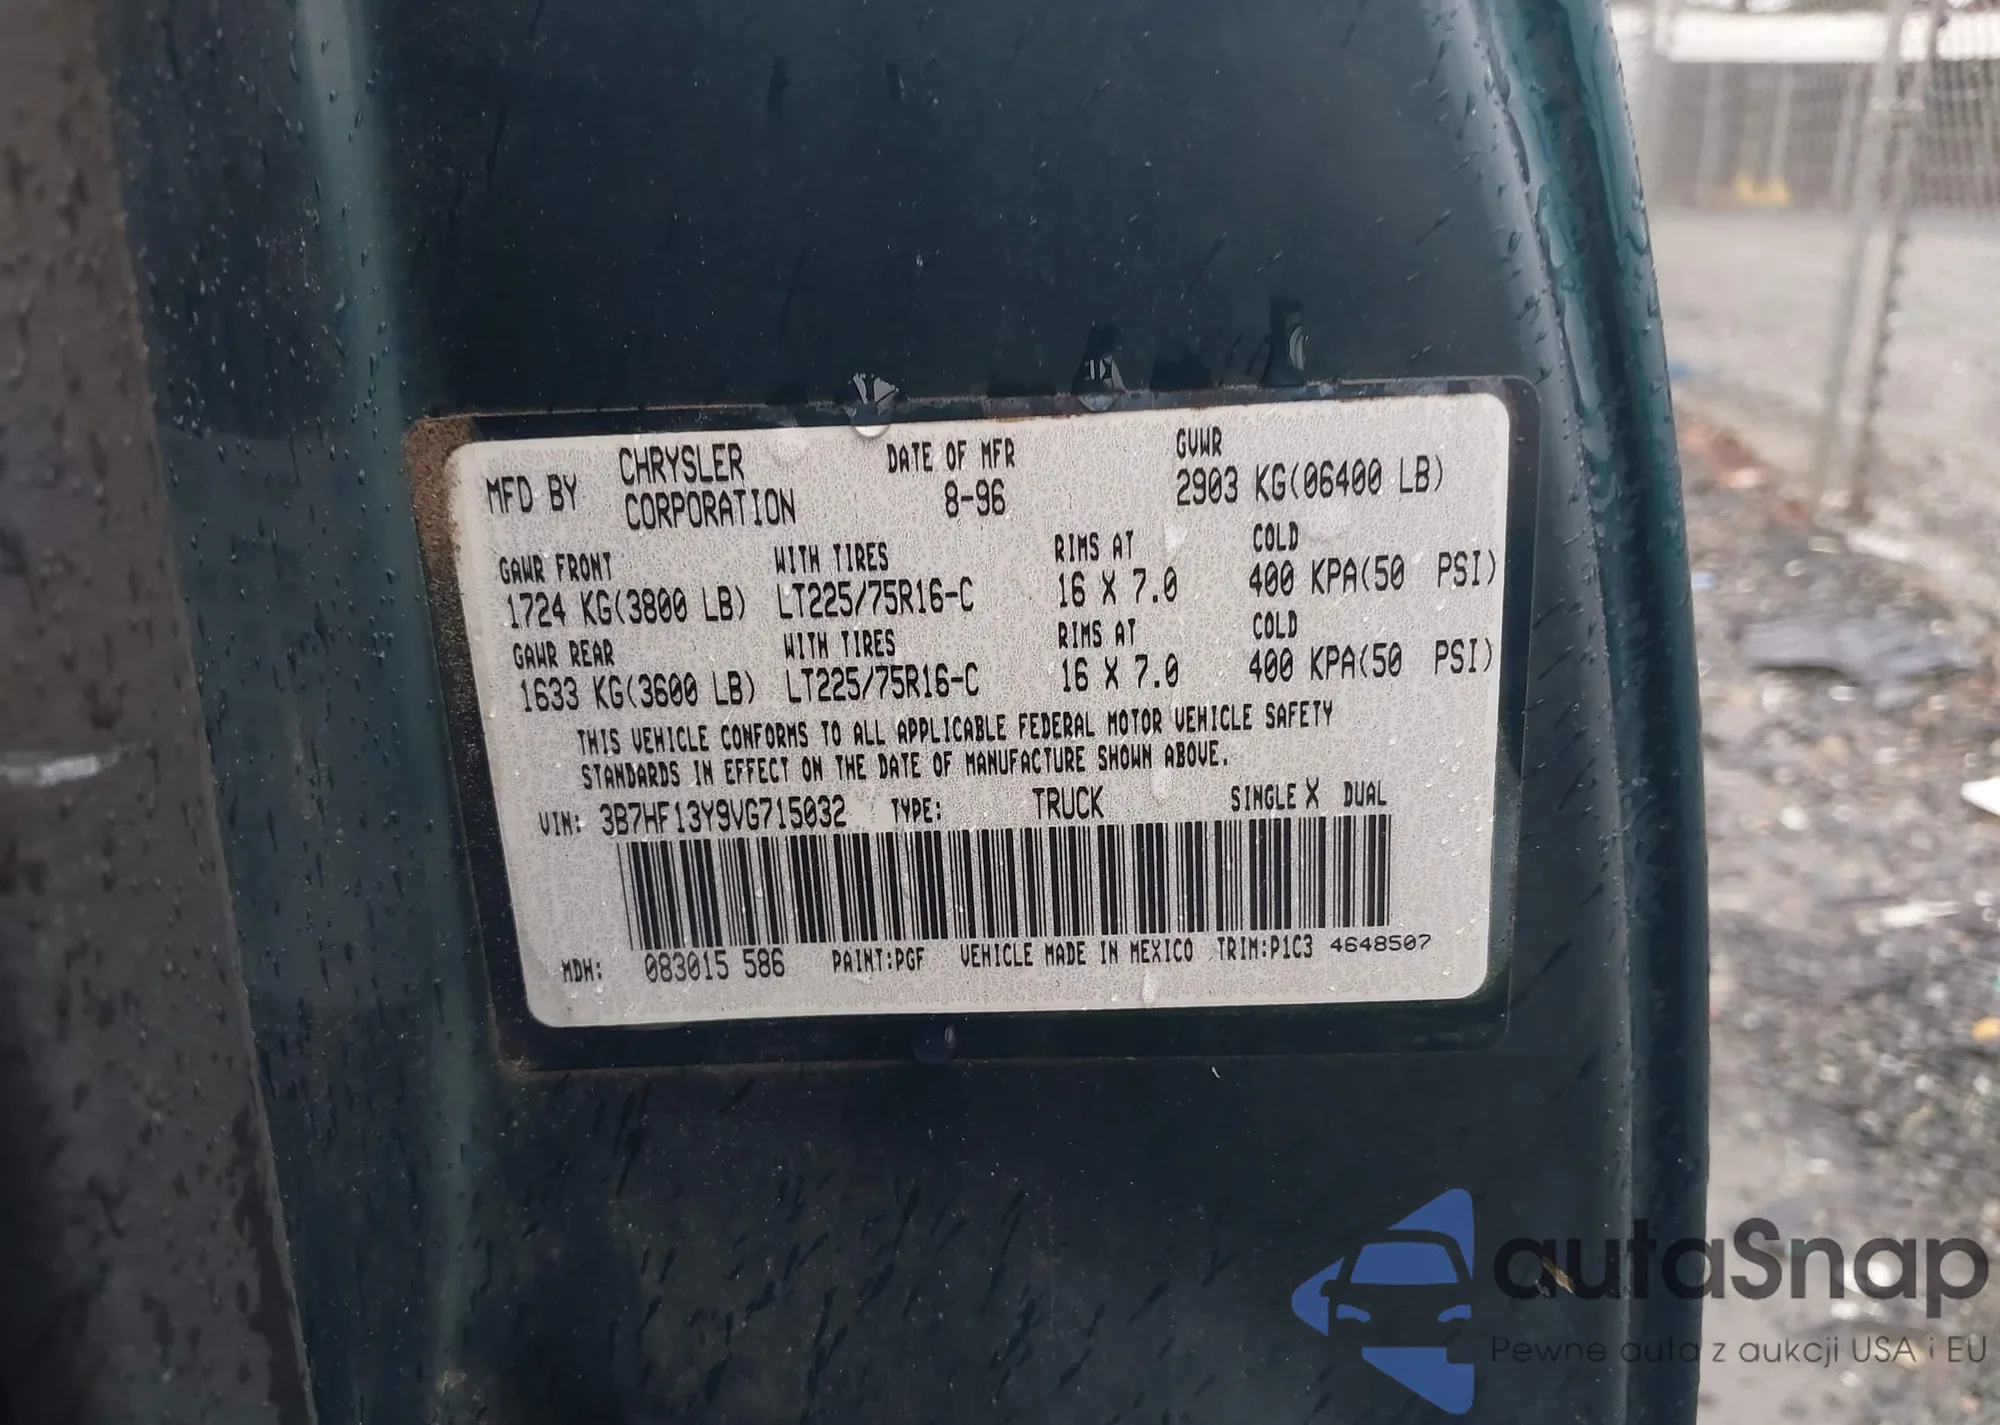 MFD BY CHRYSLER CORPORATION DATE OF MFR 8-96 GVWR 2903 KG(06400 LB)
GAWR FRONT WITH TIRES RIMS AT COLD
1724 KG(3800 LB) LT225/75R16-C 16 X 7.0 400 KPA(50 PSI)
GAWR REAR WITH TIRES RIMS AT COLD
1633 KG(3600 LB) LT225/75R16-C 16 X 7.0 400 KPA(50 PSI)
THIS VEHICLE CONFORMS TO ALL APPLICABLE FEDERAL MOTOR VEHICLE SAFETY
STANDARDS IN EFFECT ON THE DATE OF MANUFACTURE SHOWN ABOVE.
VIN: 3B7HF13Y9VG715032 TYPE: TRUCK SINGLE X DUAL
MDH: 083015 586 PAINT:PGF VEHICLE MADE IN MEXICO TRIM:P1C3 4648507
autaSnap
Pewne auta z aukcji USA i EU